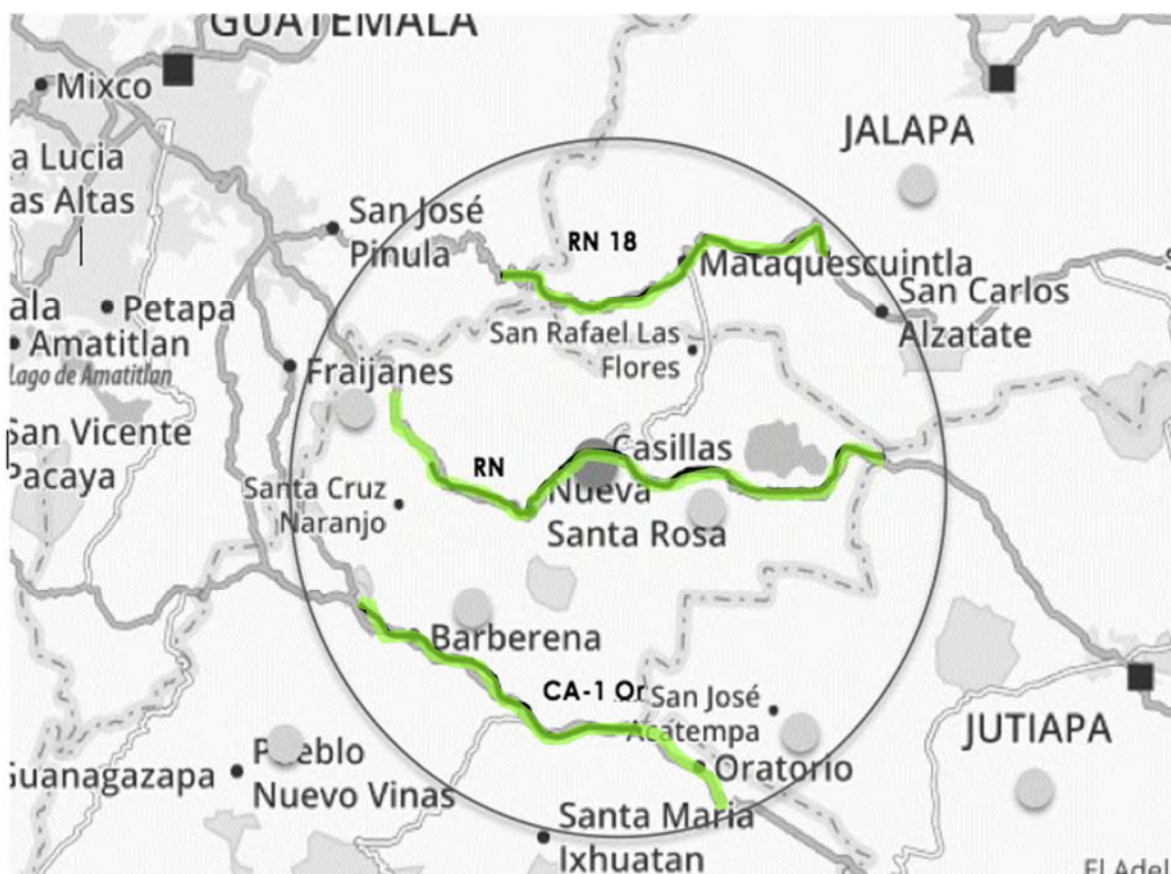 GUATEMALA
Mixco
JALAPA
a Lucia
as Altas
San José
Pinula
RN 18
Mataquescuintla
San Carlos
Alzatate
ala
Petapa
Amatitlan
Lago de Amatitlan
San Rafael Las
Flores
Fraijanes
San Vicente
Pacaya
Casillas
RN
Santa Cruz
Naranjo
Nueva
Santa Rosa
Barberena
CA-1 Or
San José
Acatempa
JUTIAPA
Oratorio
Guanagazapa
Pueblo
Nuevo Vinas
Santa Maria
Ixhuatan
El Adel